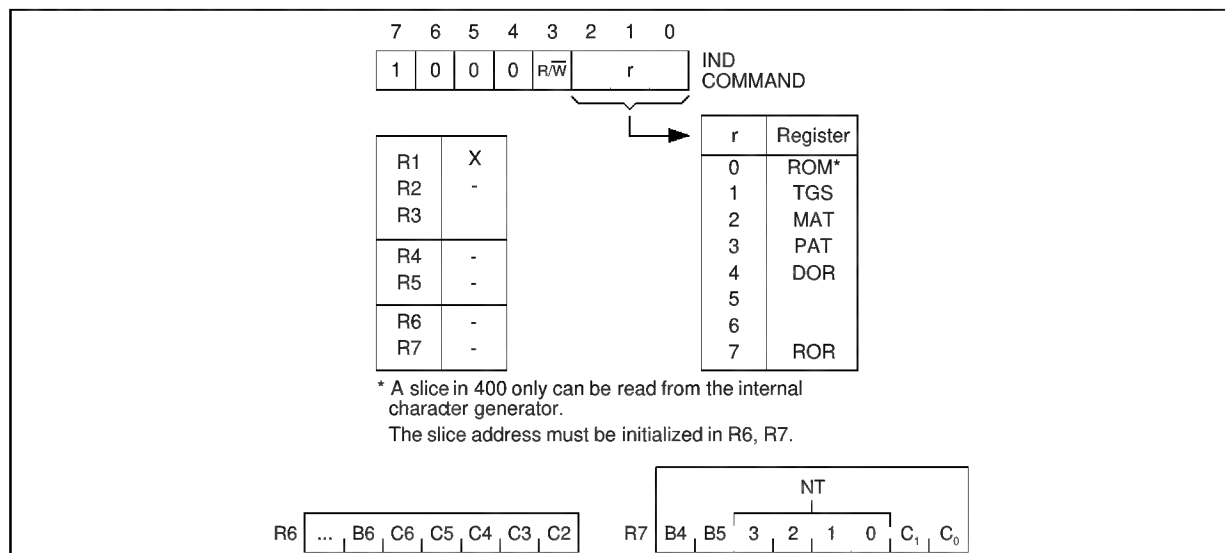 7 6 5 4 3 2 1 0
1 0 0 0 R/W̅ r IND
COMMAND
r Register
R1 X
R2 -
R3
R4 -
R5 -
R6 -
R7 -
0 ROM*
1 TGS
2 MAT
3 PAT
4 DOR
5
6
7 ROR
* A slice in 400 only can be read from the internal
character generator.
The slice address must be initialized in R6, R7.
NT
R6 ... B6 C6 C5 C4 C3 C2
R7 B4 B5 3 2 1 0 C₁ C₀